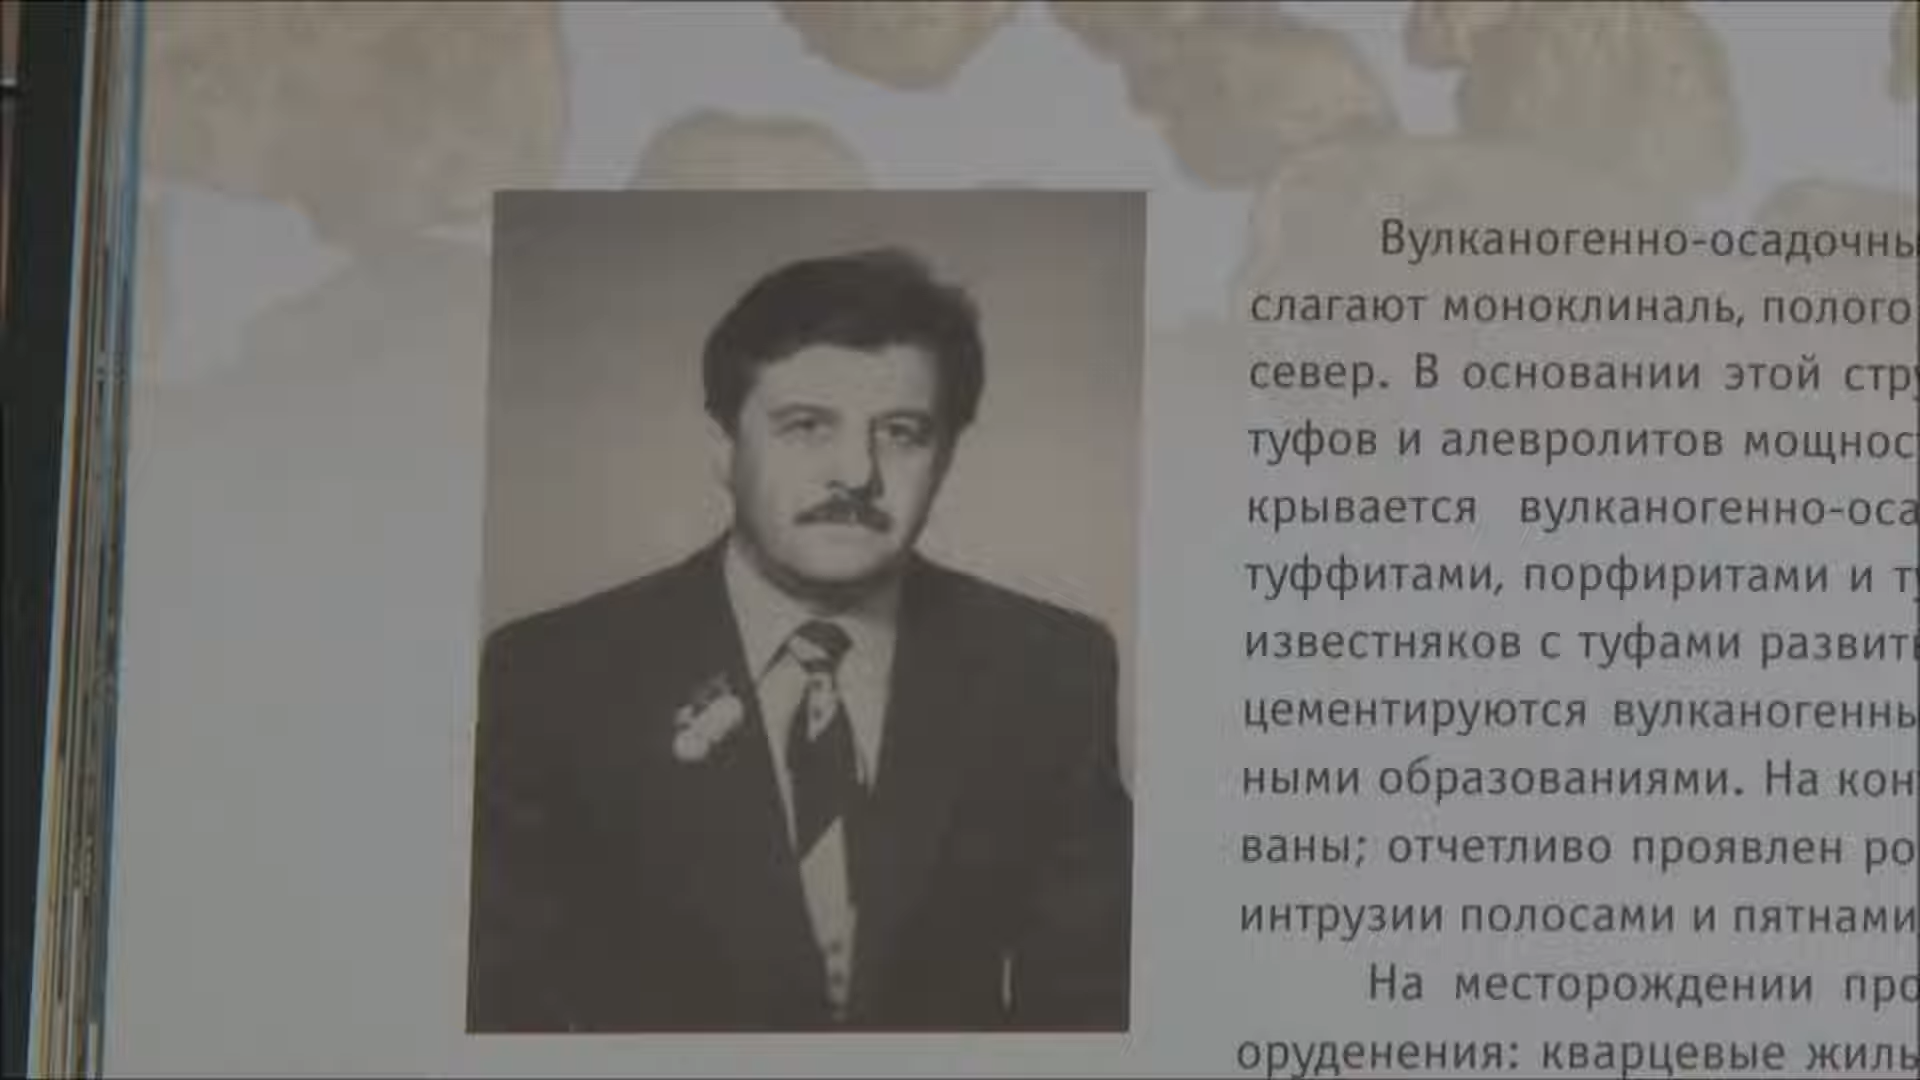 Вулканогенно-осадочны
слагают моноклиналь, полого
север. В основании этой стру
туфов и алевролитов мощнос
крывается вулканогенно-оса
туффитами, порфиритами и ту
известняков с туфами развит
цементируются вулканогенны
ными образованиями. На кон
ваны; отчетливо проявлен ро
интрузии полосами и пятнами
На месторождении про
оруденения: кварцевые жилы